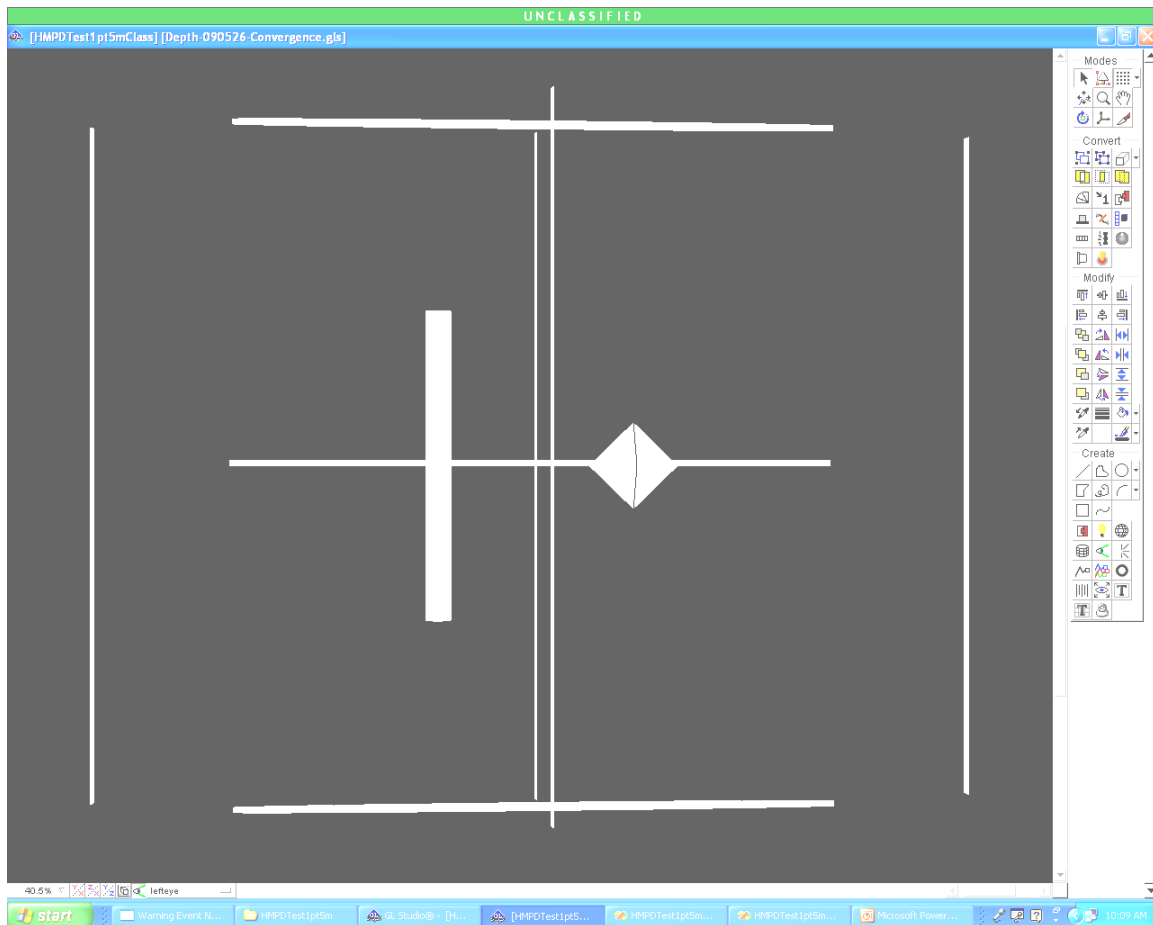 UNCLASSIFIED
[HMPDTest1pt5mClass] [Depth-090526-Convergence.gls]
Modes
Convert
1
Modify
Create
T
T
40.5%
lefteye
start
Warning Event N...
HMPDTest1pt5m
GL Studio® - [H...
[HMPDTest1pt5...
HMPDTest1pt5m...
HMPDTest1pt5m...
Microsoft Power...
10:09 AM